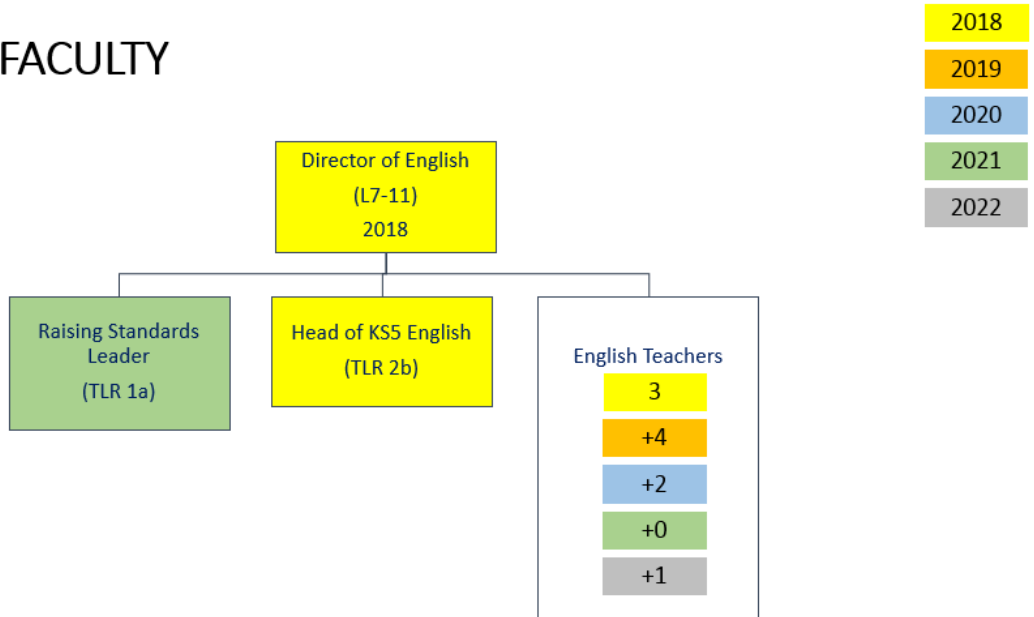 FACULTY
2018
2019
2020
2021
2022
Director of English
(L7-11)
2018
Raising Standards
Leader
(TLR 1a)
Head of KS5 English
(TLR 2b)
English Teachers
3
+4
+2
+0
+1